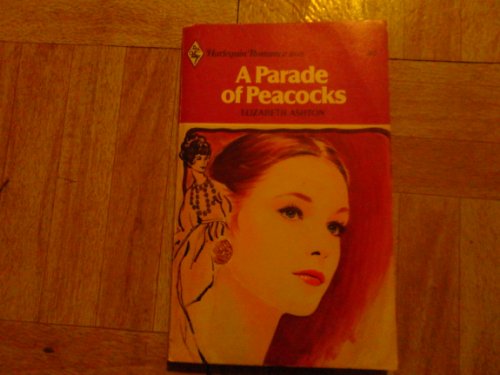 Harlequin Romance
A Parade
of Peacocks
ELIZABETH ASHTON